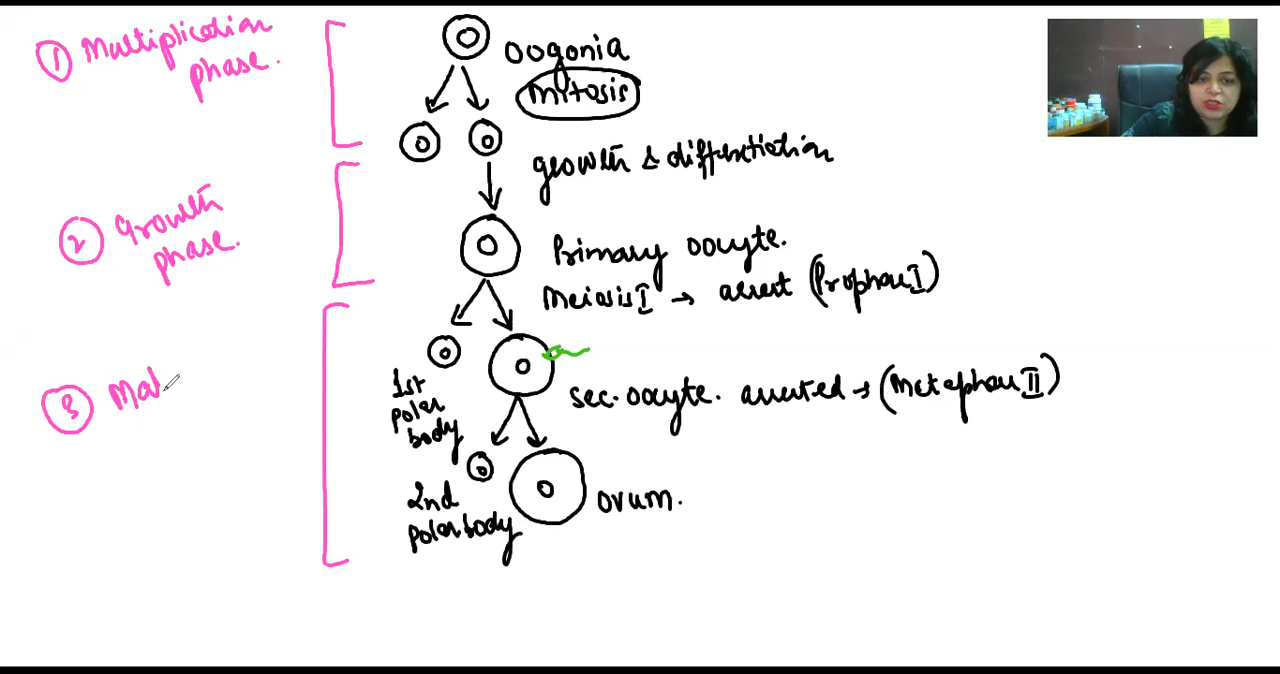 ① Multiplication
phase.
oogonia
mitosis
growth & differentiation
② Growth
phase.
Primary oocyte.
Meiosis I → arrest (Prophase I)
③ Mat
1st
polar
body
sec. oocyte. arrested → (Metaphase II)
2nd
polar body
ovum.